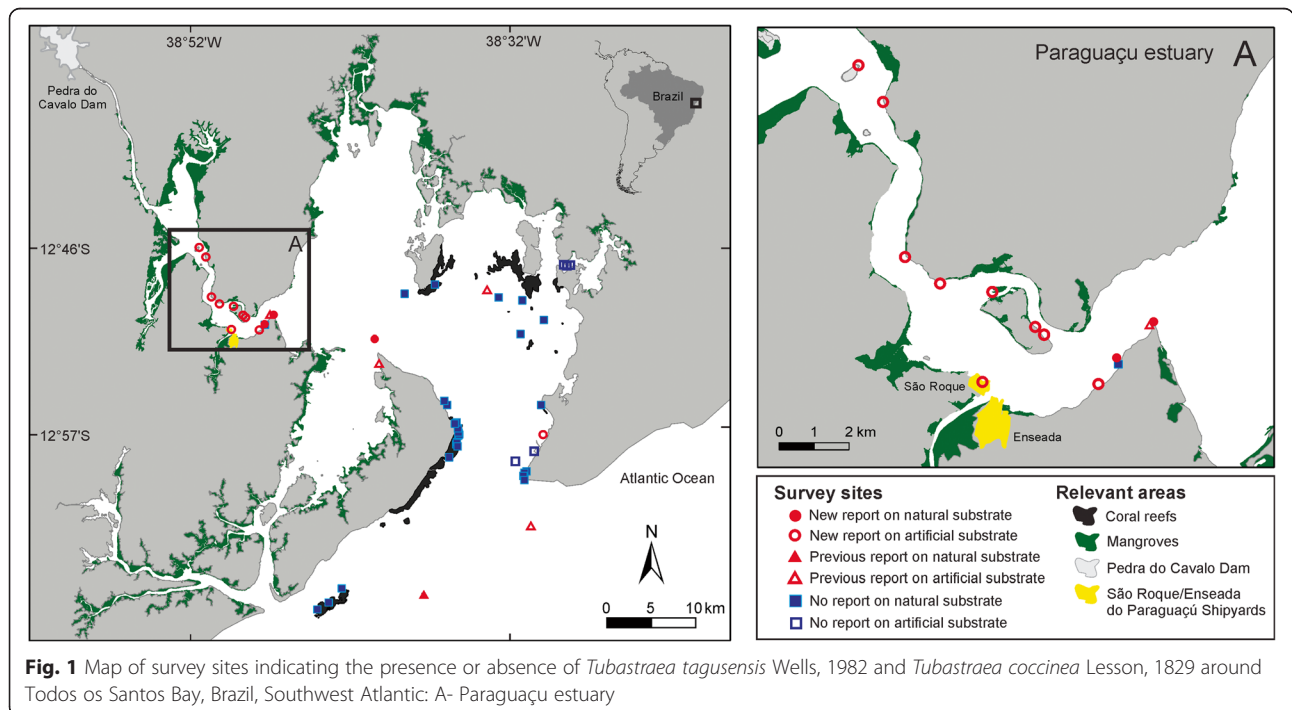 38°52W
38°32W
Pedra do
Cavalo Dam
Brazil
12°46'S
A
12°57'S
Atlantic Ocean
N
0 5 10 km
Paraguaçu estuary A
São Roque
Enseada
0 1 2 km
Survey sites
New report on natural substrate
New report on artificial substrate
Previous report on natural substrate
Previous report on artificial substrate
No report on natural substrate
No report on artificial substrate
Relevant areas
Coral reefs
Mangroves
Pedra do Cavalo Dam
São Roque/Enseada
do Paraguaçú Shipyards
Fig. 1 Map of survey sites indicating the presence or absence of Tubastraea tagusensis Wells, 1982 and Tubastraea coccinea Lesson, 1829 around
Todos os Santos Bay, Brazil, Southwest Atlantic: A- Paraguaçu estuary